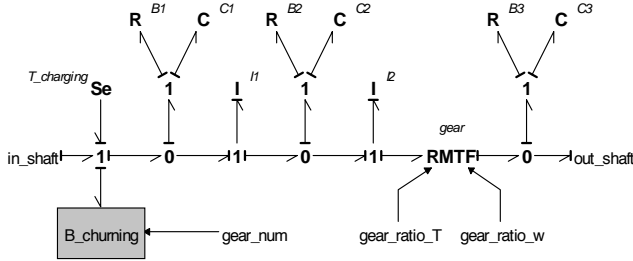 R B1 C C1 R B2 C C2 R B3 C C3
T_charging
Se 1 I I1 1 I I2 1
gear
in_shaft 1 0 1 0 1 RMTF 0 out_shaft
B_churning gear_num gear_ratio_T gear_ratio_w